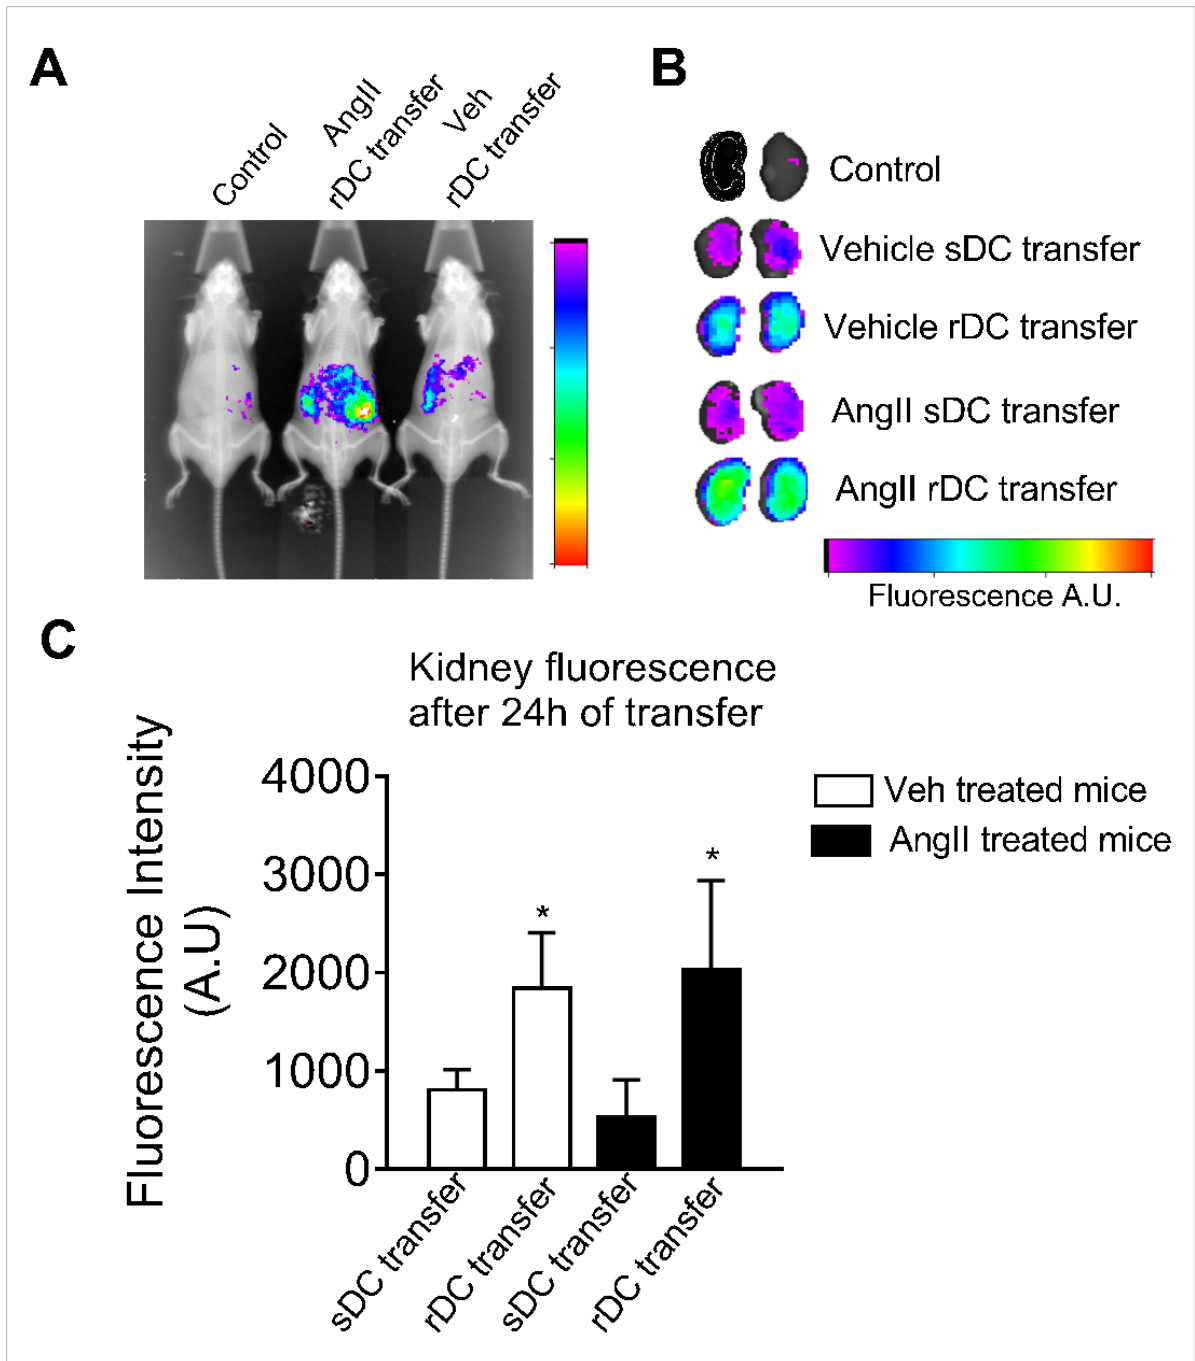 A
Control
AngII
rDC transfer
Veh
rDC transfer
B
Control
Vehicle sDC transfer
Vehicle rDC transfer
AngII sDC transfer
AngII rDC transfer
Fluorescence A.U.
C
Kidney fluorescence
after 24h of transfer
Fluorescence Intensity
(A.U)
4000
3000
2000
1000
0
*
*
Veh treated mice
AngII treated mice
sDC transfer
rDC transfer
sDC transfer
rDC transfer